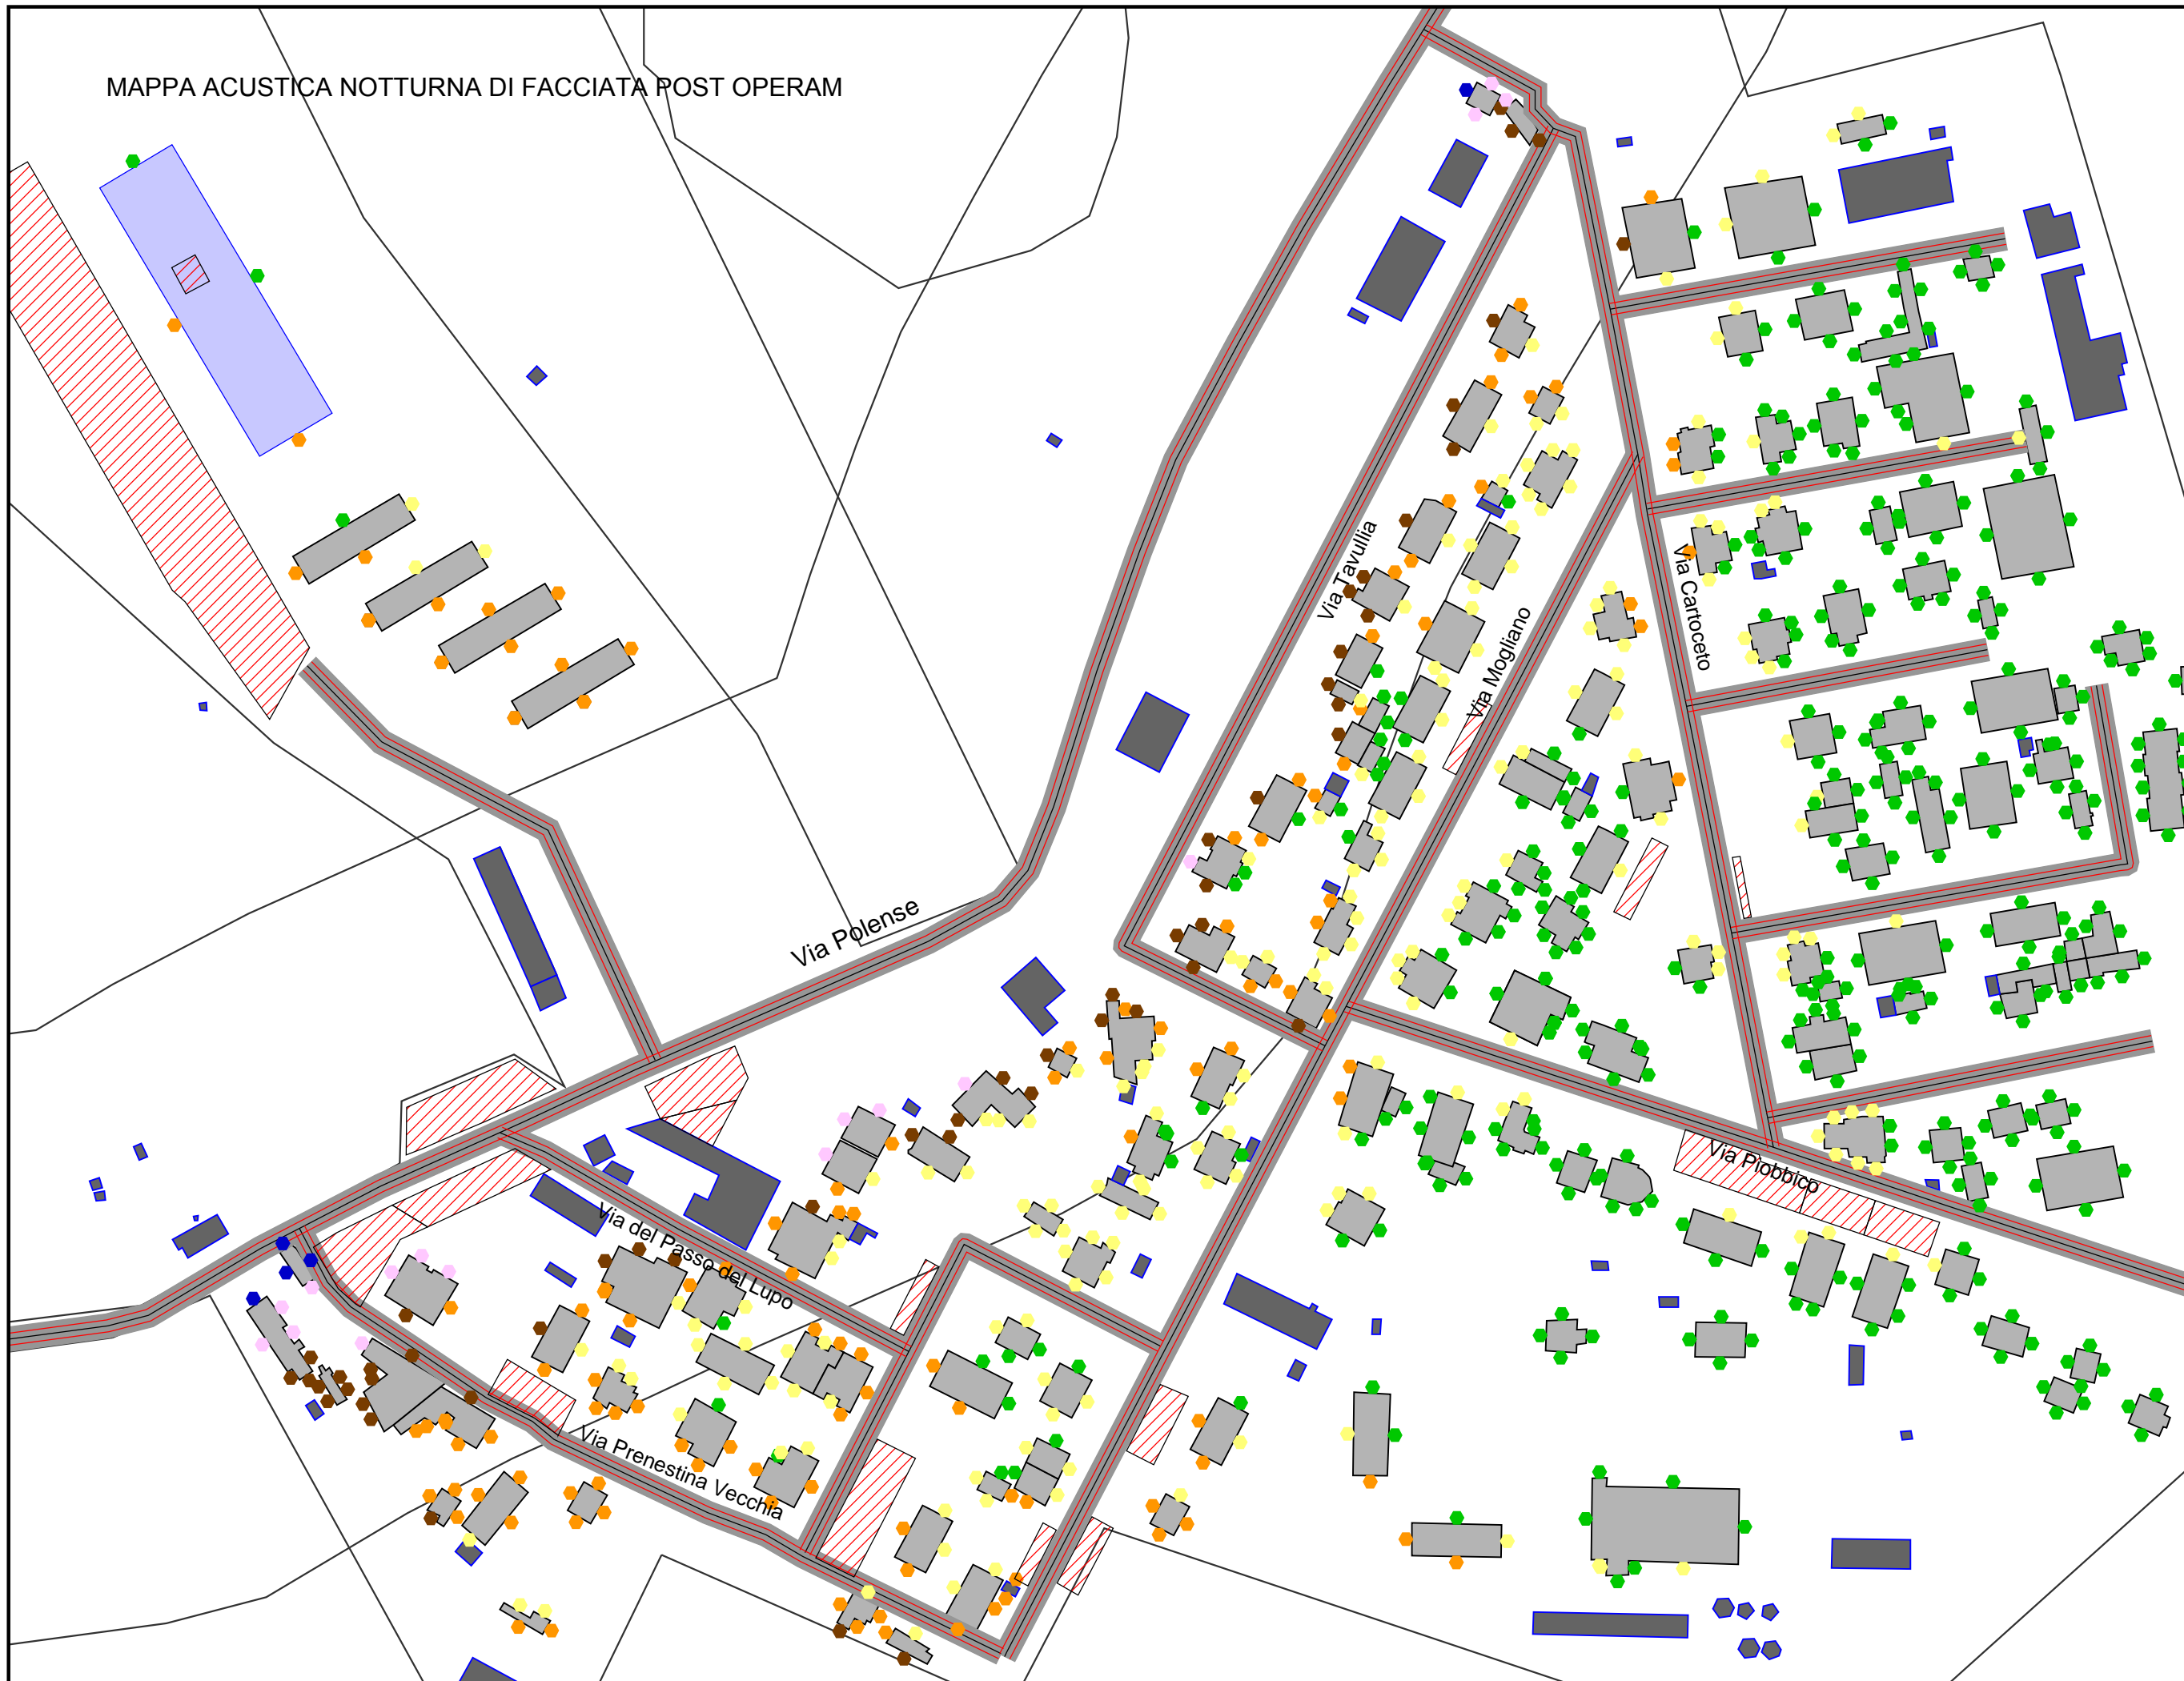 MAPPA ACUSTICA NOTTURNA DI FACCIATA POST OPERAM
Via Tavullia
Via Cartoceto
Via Mogliano
Via Polense
Via Piobbico
Via del Passo del Lupo
Via Prenestina Vecchia